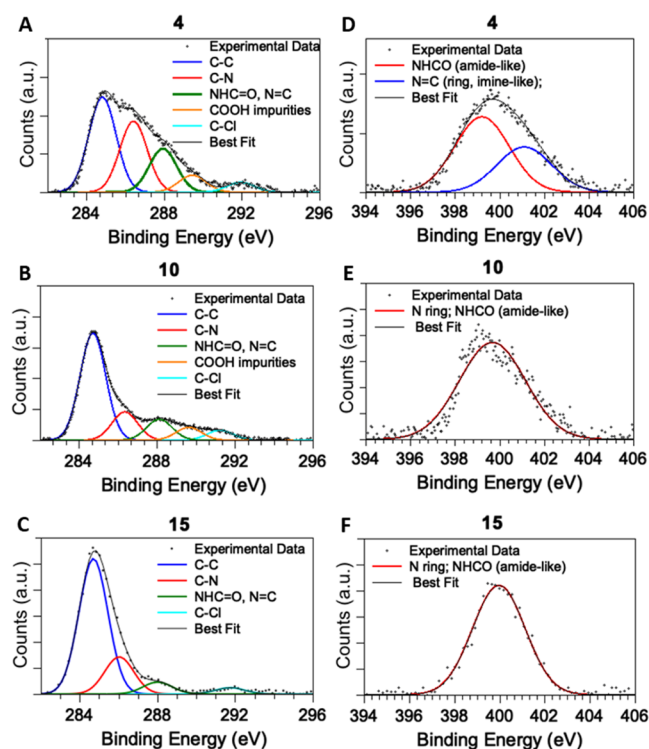 A
4
Experimental Data
C-C
C-N
NHC=O, N=C
COOH impurities
C-Cl
Best Fit
Counts (a.u.)
284 288 292 296
Binding Energy (eV)
D
4
Experimental Data
NHCO (amide-like)
N=C (ring, imine-like);
Best Fit
Counts (a.u.)
394 396 398 400 402 404 406
Binding Energy (eV)
B
10
Experimental Data
C-C
C-N
NHC=O, N=C
COOH impurities
C-Cl
Best Fit
Counts (a.u.)
284 288 292 296
Binding Energy (eV)
E
10
Experimental Data
N ring; NHCO (amide-like)
Best Fit
Counts (a.u.)
394 396 398 400 402 404 406
Binding Energy (eV)
C
15
Experimental Data
C-C
C-N
NHC=O, N=C
C-Cl
Best Fit
Counts (a.u.)
284 288 292 296
Binding Energy (eV)
F
15
Experimental Data
N ring; NHCO (amide-like)
Best Fit
Counts (a.u.)
394 396 398 400 402 404 406
Binding Energy (eV)